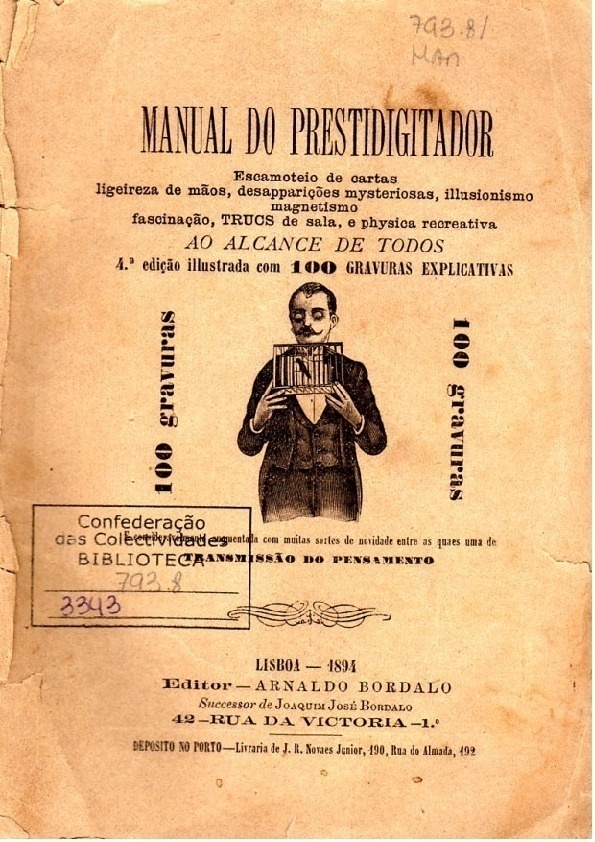 793.8/
MAN
MANUAL DO PRESTIDIGITADOR
Escamoteio de cartas
ligeireza de mãos, desapparições mysteriosas, illusionismo
magnetismo
fascinação, TRUCS de sala, e physica recreativa
AO ALCANCE DE TODOS
4.ª edição illustrada com 100 GRAVURAS EXPLICATIVAS
100 gravuras
100 gravuras
Confederação
das Colectividades
BIBLIOTECA
793.8
3343
E consideravelmente augmentada com muitas sortes de novidade entre as quaes uma de
TRANSMISSÃO DO PENSAMENTO
LISBOA — 1894
Editor — ARNALDO BORDALO
Successor de JOAQUIM JOSÉ BORDALO
42 — RUA DA VICTORIA — 1.º
DEPOSITO NO PORTO — Livraria de J. R. Novaes Junior, 190, Rua do Almada, 192